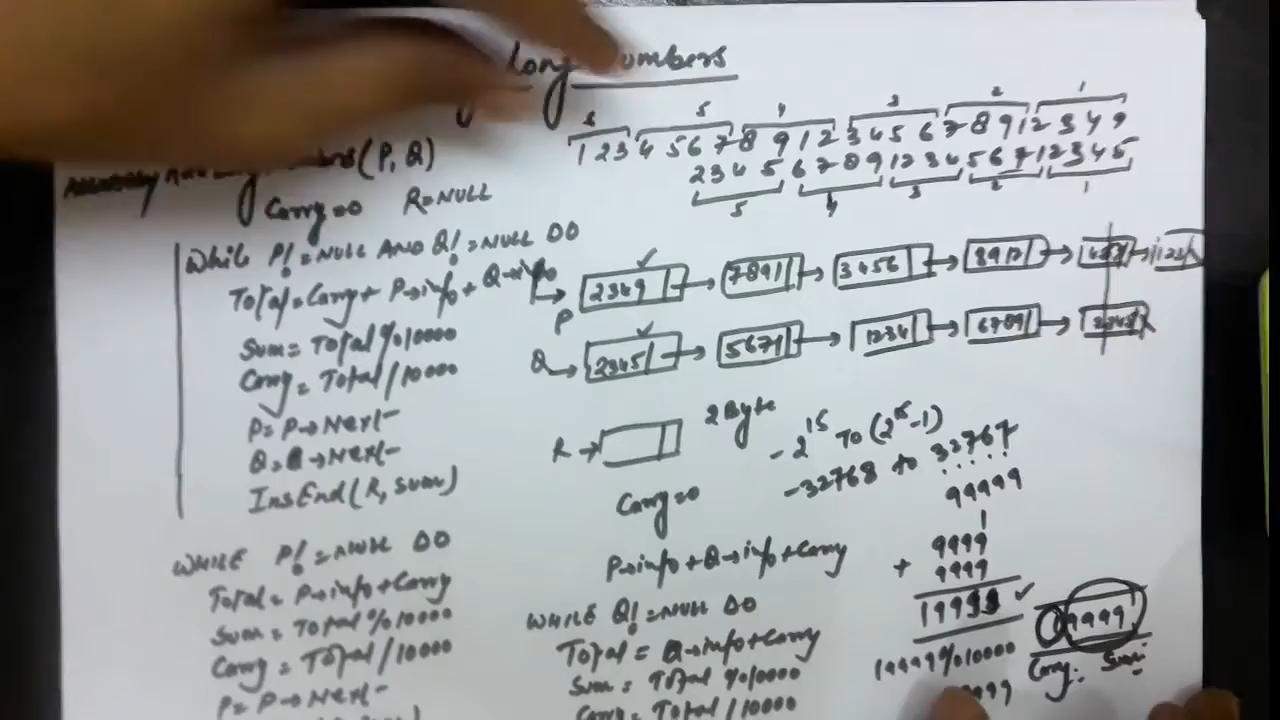 long numbers
6 5 4 3 2 1
1 2 3 4 5 6 7 8 9 1 2 3 4 5 6 7 8 9 1 2 3 4 9
2 3 4 5 6 7 8 9 1 2 3 4 5 6 7 1 2 3 4 5
5 4 3 2 1
(P, Q)
Carry=0 R=NULL
While P!=NULL AND Q!=NULL DO
Total=Carry+ P→info+Q→info
Sum= Total%10000
Carry= Total/10000
P= P→Next
Q=Q→Next
InsEnd(R, Sum)
P 2349 7891 3456 8912
Q 2345 5671 1234 6789
R
2 Byte
-2^15 To (2^15-1)
-32768 to 32767
99999
Carry=0
P→info+Q→info+Carry
1
9999
+ 9999
19999
19999
Carry. Sum
19999%10000
9999
WHILE P!=NULL DO
Total= P→info+Carry
Sum= Total%10000
Carry= Total/10000
P= P→Next
WHILE Q!=NULL DO
Total= Q→info+Carry
Sum= Total%10000
Carry= Total/10000